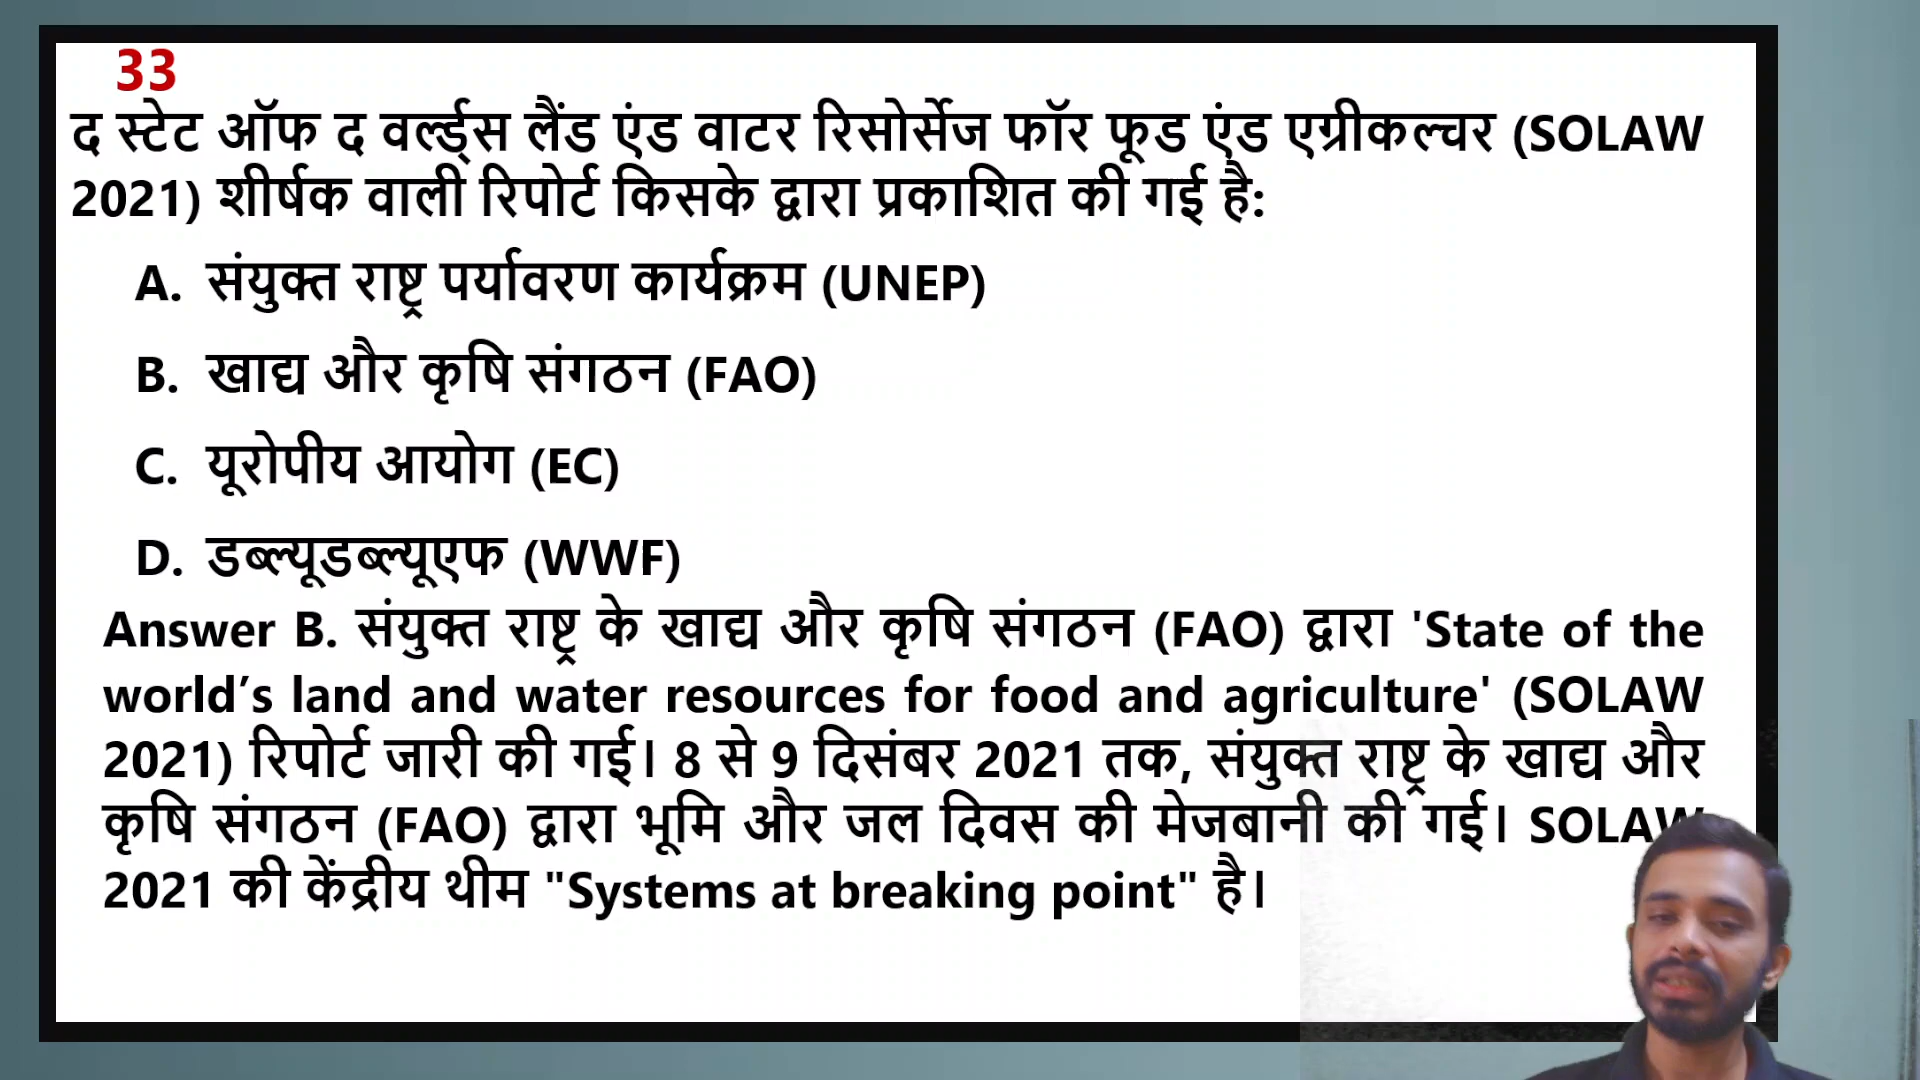 33
द स्टेट ऑफ द वर्ल्ड्स लैंड एंड वाटर रिसोर्सेज फॉर फूड एंड एग्रीकल्चर (SOLAW
2021) शीर्षक वाली रिपोर्ट किसके द्वारा प्रकाशित की गई है:
A. संयुक्त राष्ट्र पर्यावरण कार्यक्रम (UNEP)
B. खाद्य और कृषि संगठन (FAO)
C. यूरोपीय आयोग (EC)
D. डब्ल्यूडब्ल्यूएफ (WWF)
Answer B. संयुक्त राष्ट्र के खाद्य और कृषि संगठन (FAO) द्वारा 'State of the
world’s land and water resources for food and agriculture' (SOLAW
2021) रिपोर्ट जारी की गई। 8 से 9 दिसंबर 2021 तक, संयुक्त राष्ट्र के खाद्य और
कृषि संगठन (FAO) द्वारा भूमि और जल दिवस की मेजबानी की गई। SOLAW
2021 की केंद्रीय थीम "Systems at breaking point" है।